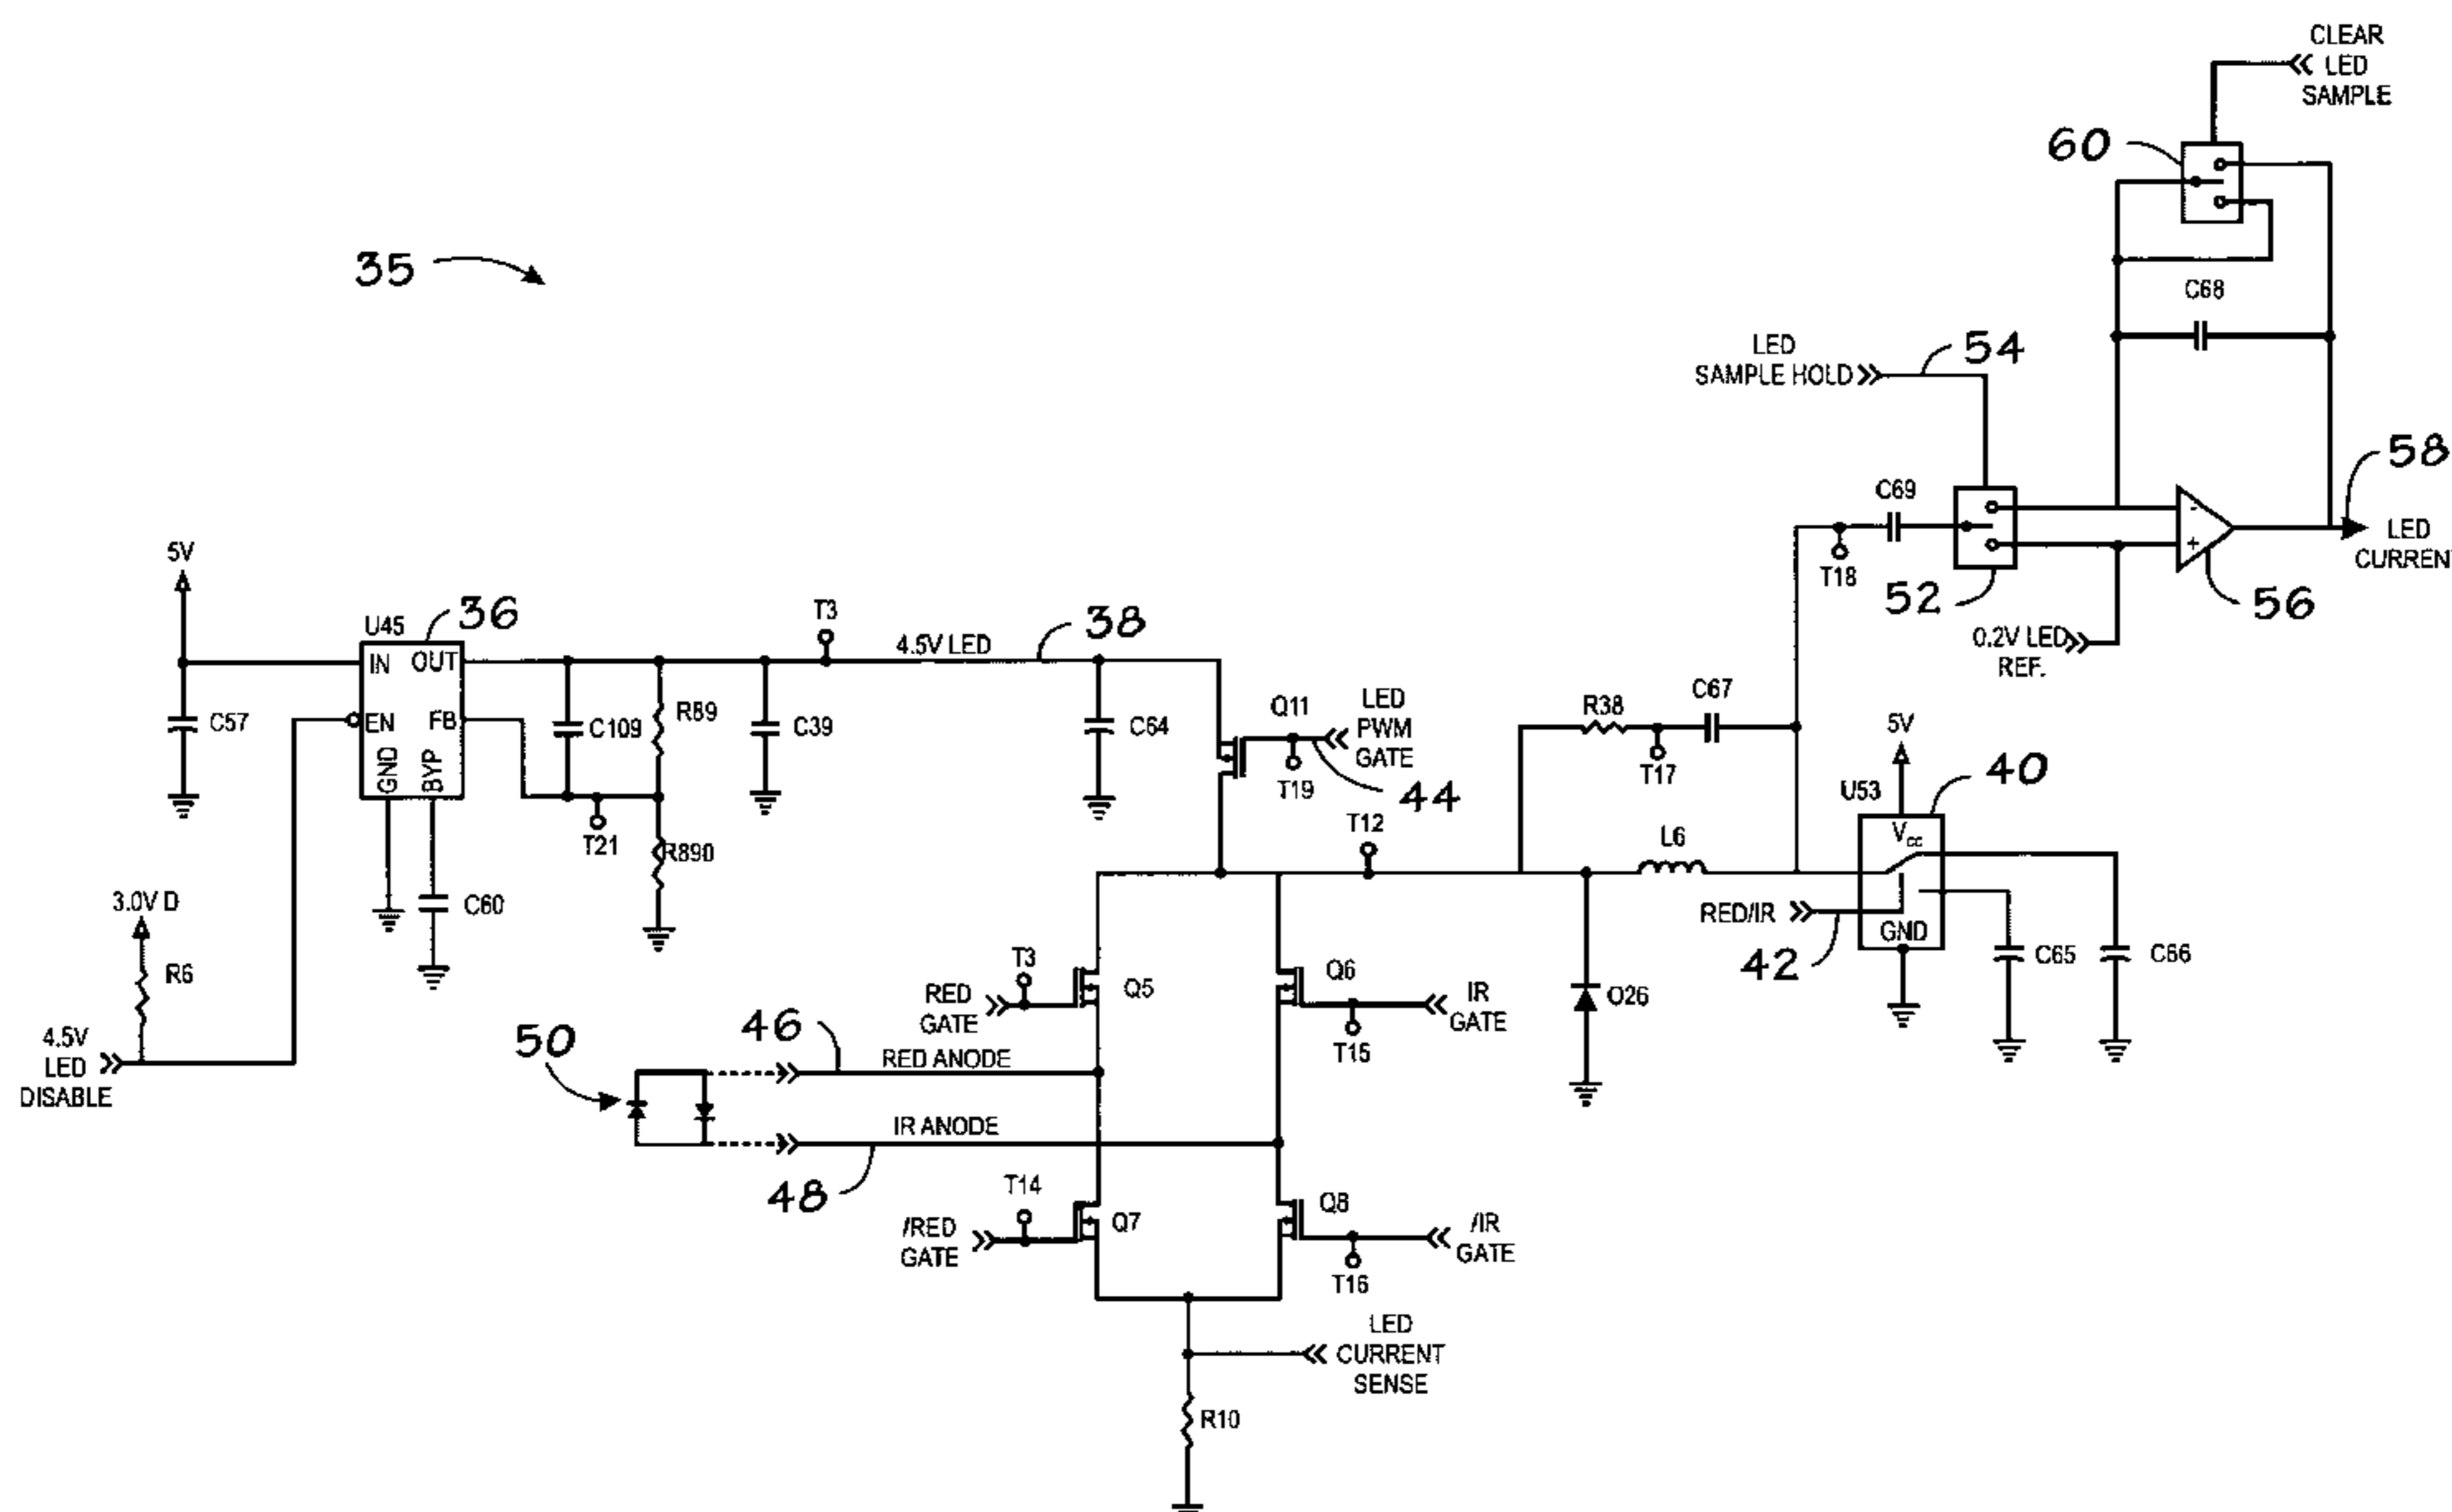 CLEAR
LED
SAMPLE
60
35
C68
LED
SAMPLE HOLD
54
58
C69
5V
T18
52
-
+
56
LED
CURREN
0.2V LED
REF.
U45
36
T3
4.5V LED
38
IN
OUT
EN
FB
GND
BYP
C57
C109
R89
C39
C64
Q11
LED
PWM
GATE
T19
44
R38
C67
T17
5V
U53
40
T21
R890
T12
L6
Vcc
RED/IR
GND
42
C65
C66
3.0V D
R6
C60
4.5V
LED
DISABLE
T3
RED
GATE
Q5
Q6
IR
GATE
T15
O26
50
46
RED ANODE
IR ANODE
48
T14
/RED
GATE
Q7
Q8
/IR
GATE
T16
LED
CURRENT
SENSE
R10